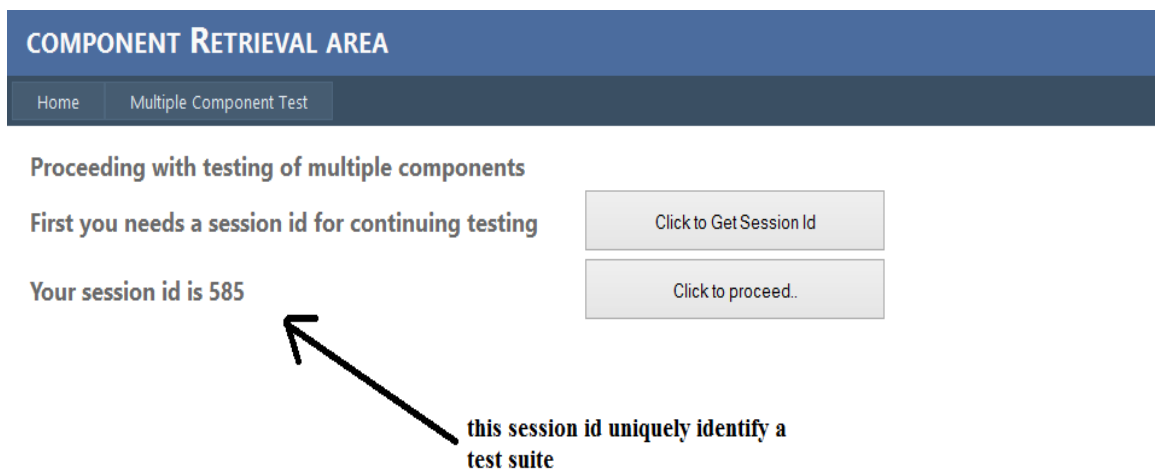 COMPONENT RETRIEVAL AREA
Home Multiple Component Test
Proceeding with testing of multiple components
First you needs a session id for continuing testing Click to Get Session Id
Your session id is 585 Click to proceed..
this session id uniquely identify a
test suite